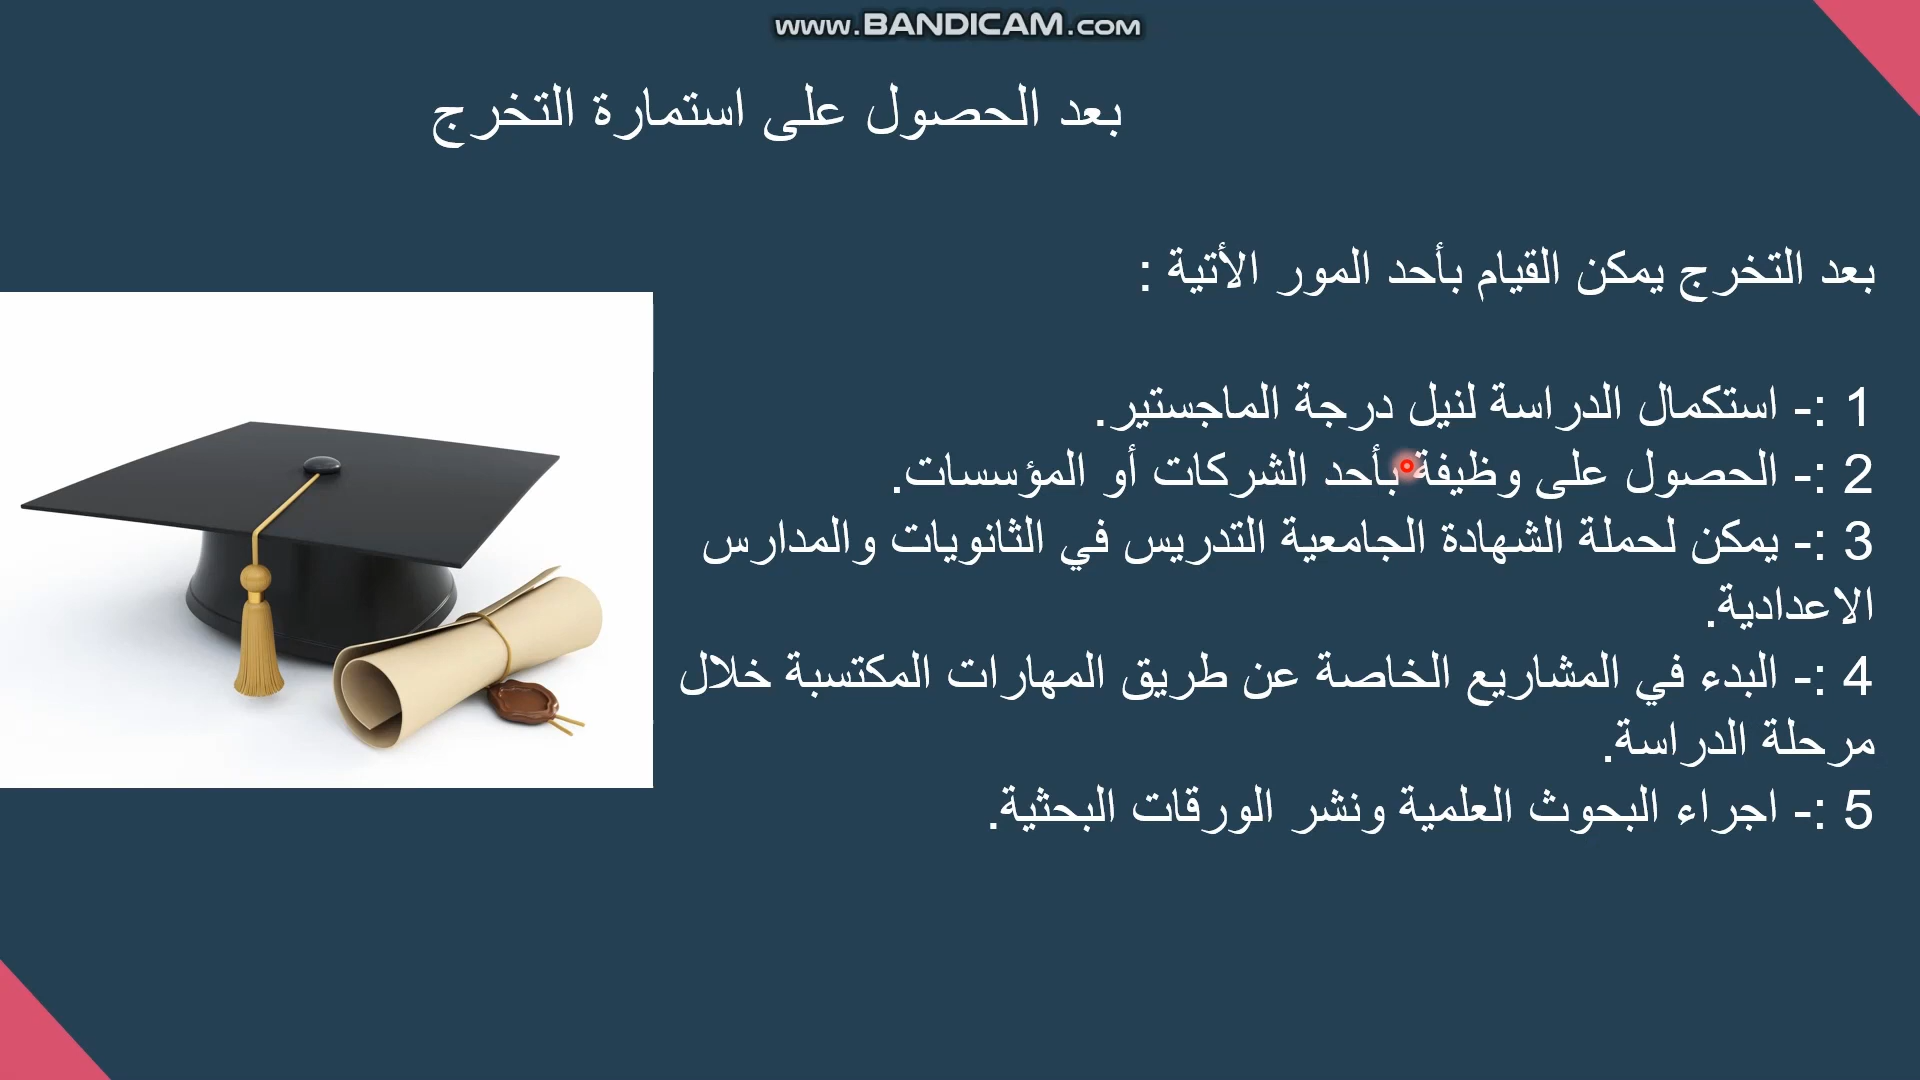 www.BANDICAM.com
بعد الحصول على استمارة التخرج
بعد التخرج يمكن القيام بأحد المور الأتية :
1 :- استكمال الدراسة لنيل درجة الماجستير.
2 :- الحصول على وظيفة بأحد الشركات أو المؤسسات.
3 :- يمكن لحملة الشهادة الجامعية التدريس في الثانويات والمدارس
الاعدادية.
4 :- البدء في المشاريع الخاصة عن طريق المهارات المكتسبة خلال
مرحلة الدراسة.
5 :- اجراء البحوث العلمية ونشر الورقات البحثية.